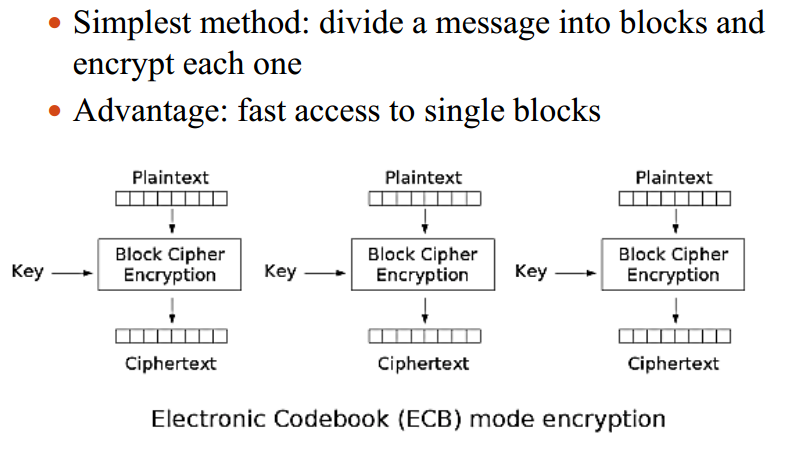 • Simplest method: divide a message into blocks and
encrypt each one
• Advantage: fast access to single blocks
Plaintext Plaintext Plaintext
Key Block Cipher Encryption Key Block Cipher Encryption Key Block Cipher Encryption
Ciphertext Ciphertext Ciphertext
Electronic Codebook (ECB) mode encryption